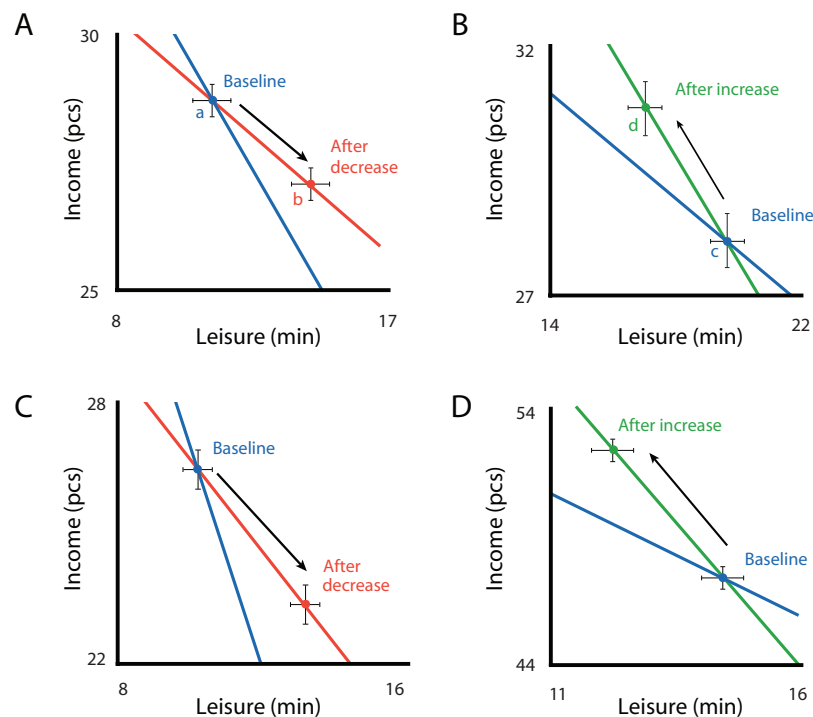 A
30
Income (pcs)
25
8
17
Leisure (min)
Baseline
a
After
decrease
b
B
32
Income (pcs)
27
14
22
Leisure (min)
After increase
d
Baseline
c
C
28
Income (pcs)
22
8
16
Leisure (min)
Baseline
After
decrease
D
54
Income (pcs)
44
11
16
Leisure (min)
After increase
Baseline